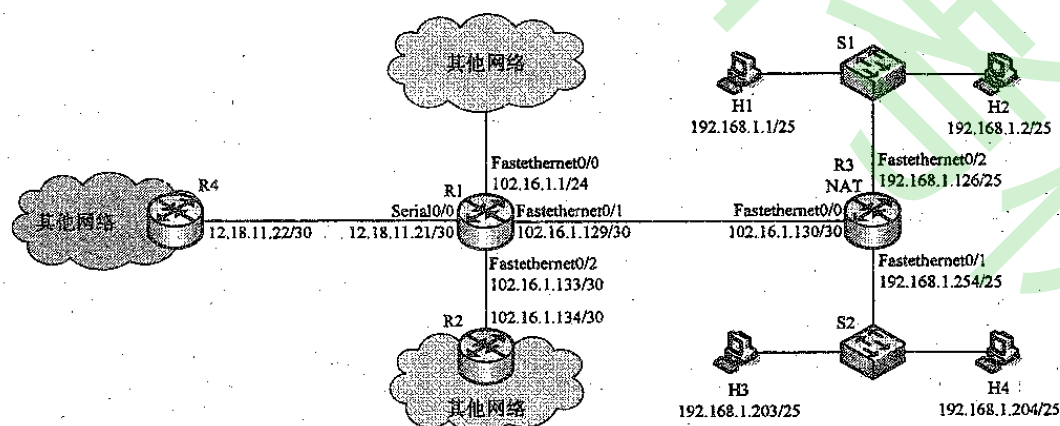 其他网络
S1
H1
192.168.1.1/25
H2
192.168.1.2/25
Fastethernet0/0
102.16.1.1/24
R3
NAT
Fastethernet0/2
192.168.1.126/25
R4
其他网络
12.18.11.22/30
R1
Serial0/0
12.18.11.21/30
Fastethernet0/1
102.16.1.129/30
Fastethernet0/0
102.16.1.130/30
Fastethernet0/2
102.16.1.133/30
Fastethernet0/1
192.168.1.254/25
R2
102.16.1.134/30
其他网络
S2
H3
192.168.1.203/25
H4
192.168.1.204/25